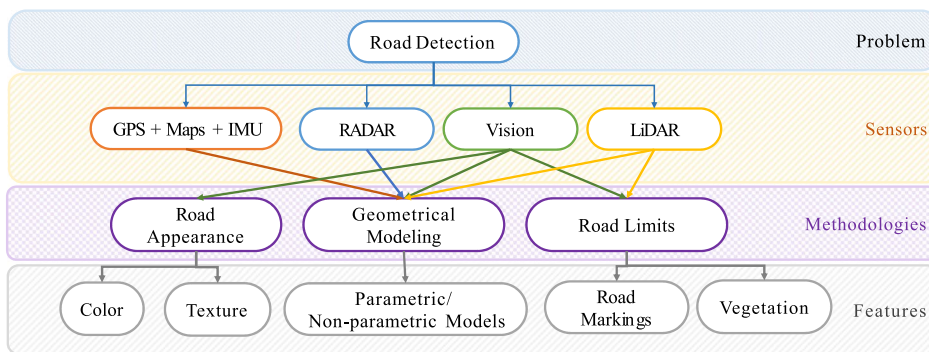 Road Detection
Problem
GPS + Maps + IMU
RADAR
Vision
LiDAR
Sensors
Road
Appearance
Geometrical
Modeling
Road Limits
Methodologies
Color
Texture
Parametric/
Non-parametric Models
Road
Markings
Vegetation
Features